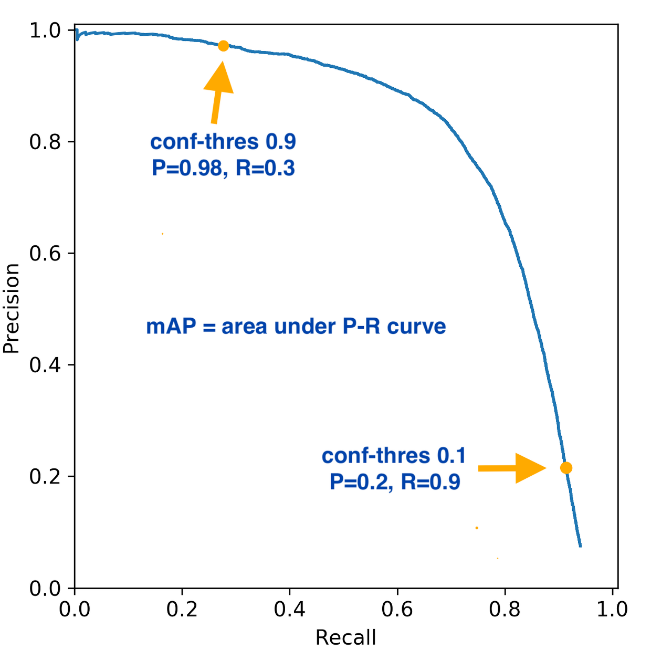 1.0
0.8
0.6
0.4
0.2
0.0
Precision
conf-thres 0.9
P=0.98, R=0.3
mAP = area under P-R curve
conf-thres 0.1
P=0.2, R=0.9
0.0 0.2 0.4 0.6 0.8 1.0
Recall